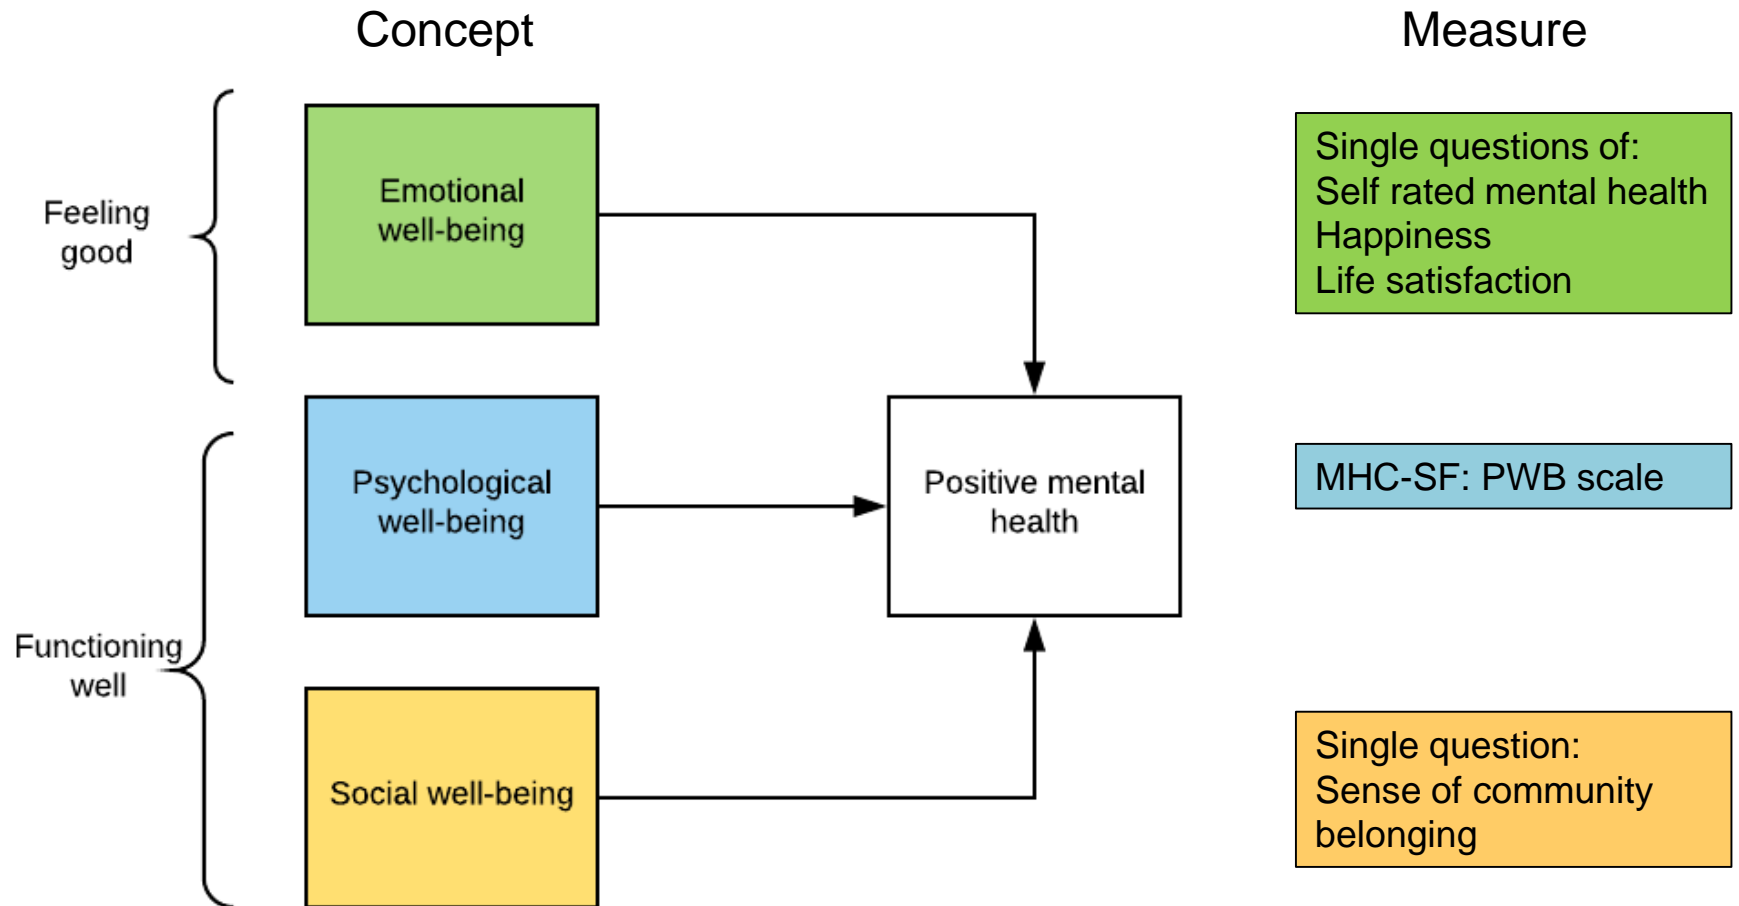 Concept
Measure
Feeling
good
Emotional
well-being
Single questions of:
Self rated mental health
Happiness
Life satisfaction
Functioning
well
Psychological
well-being
Positive mental
health
MHC-SF: PWB scale
Social well-being
Single question:
Sense of community
belonging